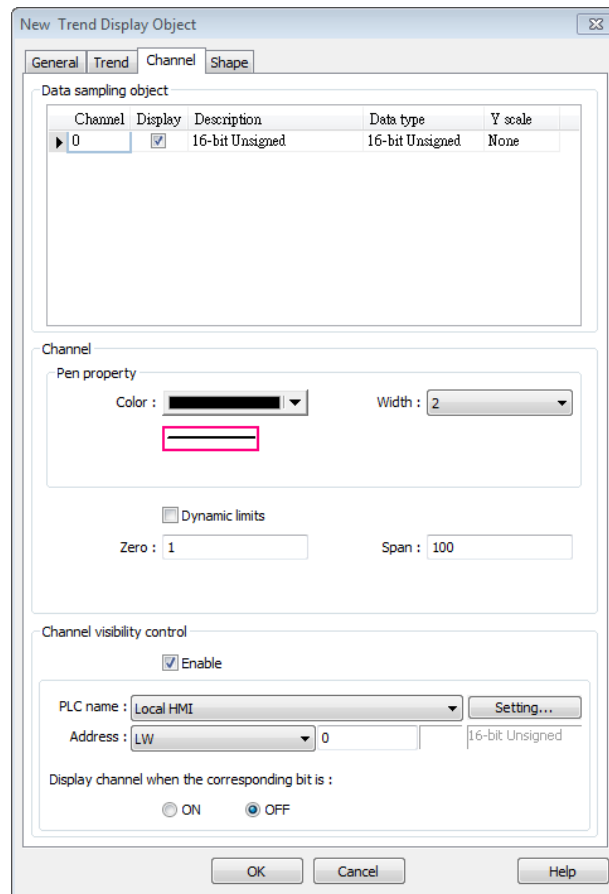 New Trend Display Object
General Trend Channel Shape
Data sampling object
Channel Display Description Data type Y scale
0 16-bit Unsigned 16-bit Unsigned None
Channel
Pen property
Color : Width : 2
Dynamic limits
Zero : 1 Span : 100
Channel visibility control
Enable
PLC name : Local HMI Setting...
Address : LW 0 16-bit Unsigned
Display channel when the corresponding bit is :
ON OFF
OK Cancel Help